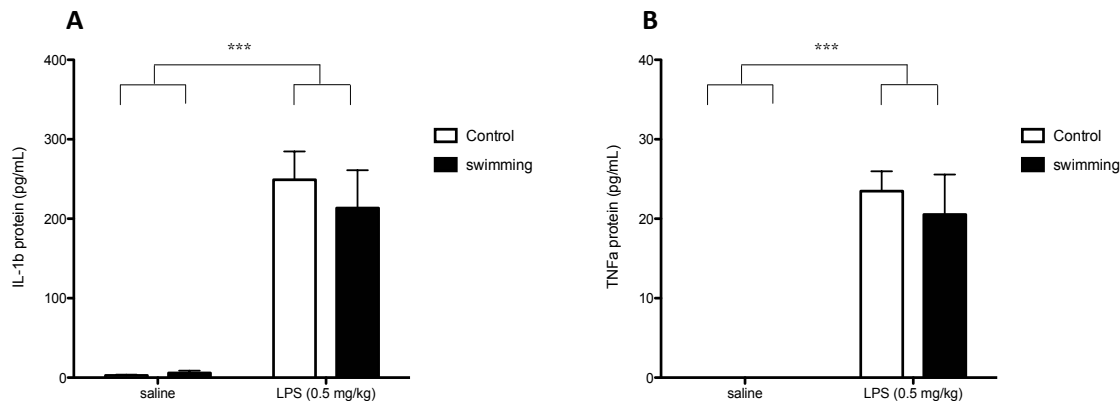 A
***
400
300
200
100
0
IL-1b protein (pg/mL)
saline
LPS (0.5 mg/kg)
Control
swimming
B
***
40
30
20
10
0
TNFa protein (pg/mL)
saline
LPS (0.5 mg/kg)
Control
swimming